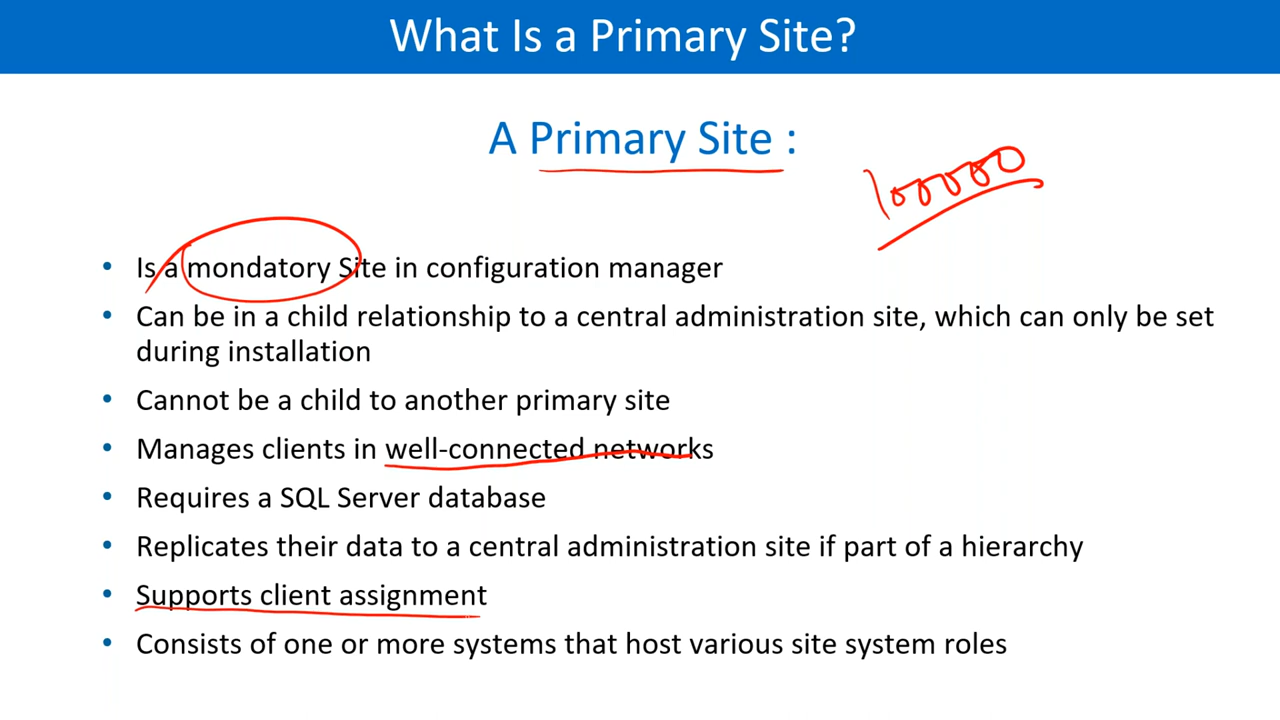 What Is a Primary Site?
A Primary Site :
100000
• Is a mondatory Site in configuration manager
• Can be in a child relationship to a central administration site, which can only be set
during installation
• Cannot be a child to another primary site
• Manages clients in well-connected networks
• Requires a SQL Server database
• Replicates their data to a central administration site if part of a hierarchy
• Supports client assignment
• Consists of one or more systems that host various site system roles